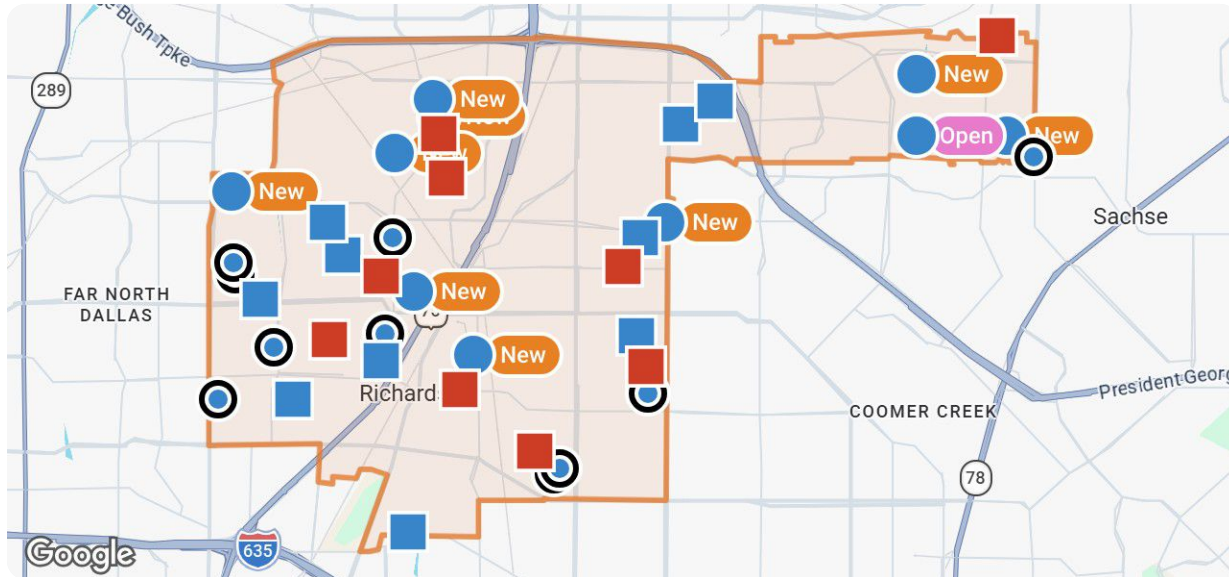 Bush Tpke
289
New
New
New
Open
New
New
New
Sachse
FAR NORTH
DALLAS
New
New
Richard
COOMER CREEK
President Georg
78
635
Google